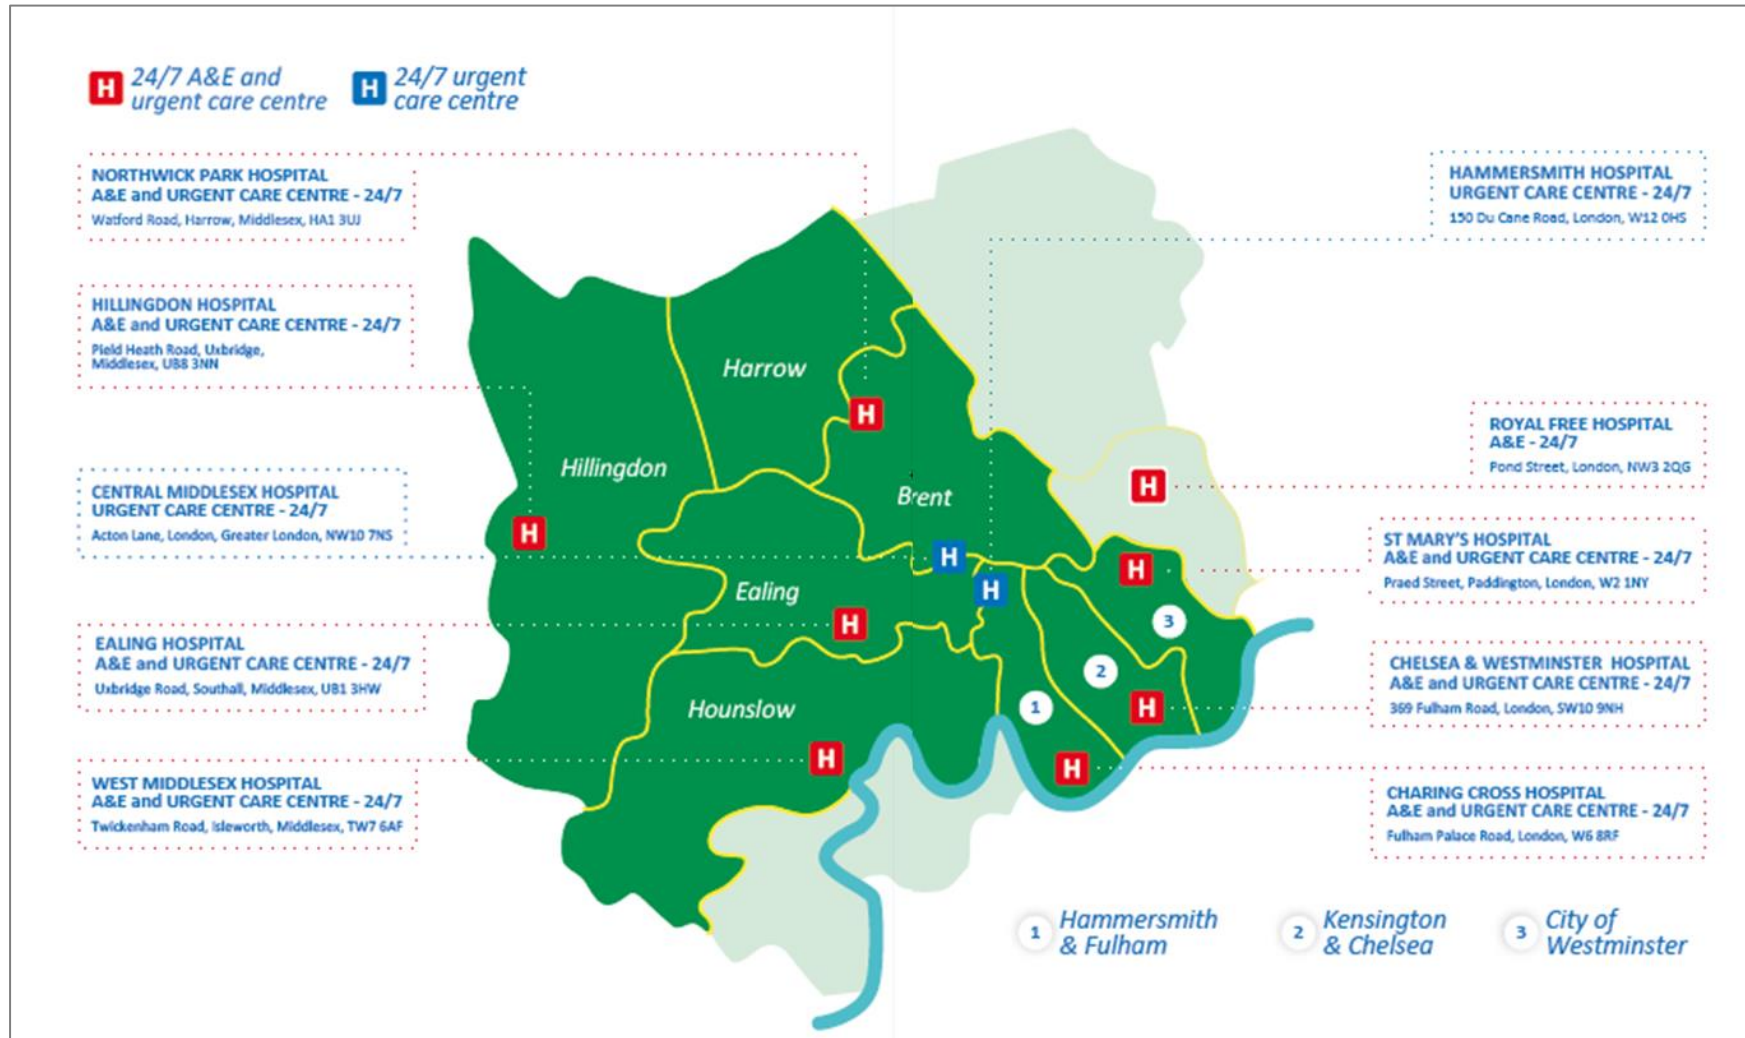 H 24/7 A&E and
urgent care centre
H 24/7 urgent
care centre
NORTHWICK PARK HOSPITAL
A&E and URGENT CARE CENTRE - 24/7
Watford Road, Harrow, Middlesex, HA1 3UJ
HILLINGDON HOSPITAL
A&E and URGENT CARE CENTRE - 24/7
Pield Heath Road, Uxbridge,
Middlesex, UB8 3NN
CENTRAL MIDDLESEX HOSPITAL
URGENT CARE CENTRE - 24/7
Acton Lane, London, Greater London, NW10 7NS
EALING HOSPITAL
A&E and URGENT CARE CENTRE - 24/7
Uxbridge Road, Southall, Middlesex, UB1 3HW
WEST MIDDLESEX HOSPITAL
A&E and URGENT CARE CENTRE - 24/7
Twickenham Road, Isleworth, Middlesex, TW7 6AF
Harrow
H
Hillingdon
Brent
H
H
H
Ealing
H
Hounslow
H
H
H
3
2
1
H
H
H
HAMMERSMITH HOSPITAL
URGENT CARE CENTRE - 24/7
150 Du Cane Road, London, W12 0HS
ROYAL FREE HOSPITAL
A&E - 24/7
Pond Street, London, NW3 2QG
ST MARY'S HOSPITAL
A&E and URGENT CARE CENTRE - 24/7
Praed Street, Paddington, London, W2 1NY
CHELSEA & WESTMINSTER HOSPITAL
A&E and URGENT CARE CENTRE - 24/7
369 Fulham Road, London, SW10 9NH
CHARING CROSS HOSPITAL
A&E and URGENT CARE CENTRE - 24/7
Fulham Palace Road, London, W6 8RF
1 Hammersmith
& Fulham
2 Kensington
& Chelsea
3 City of
Westminster